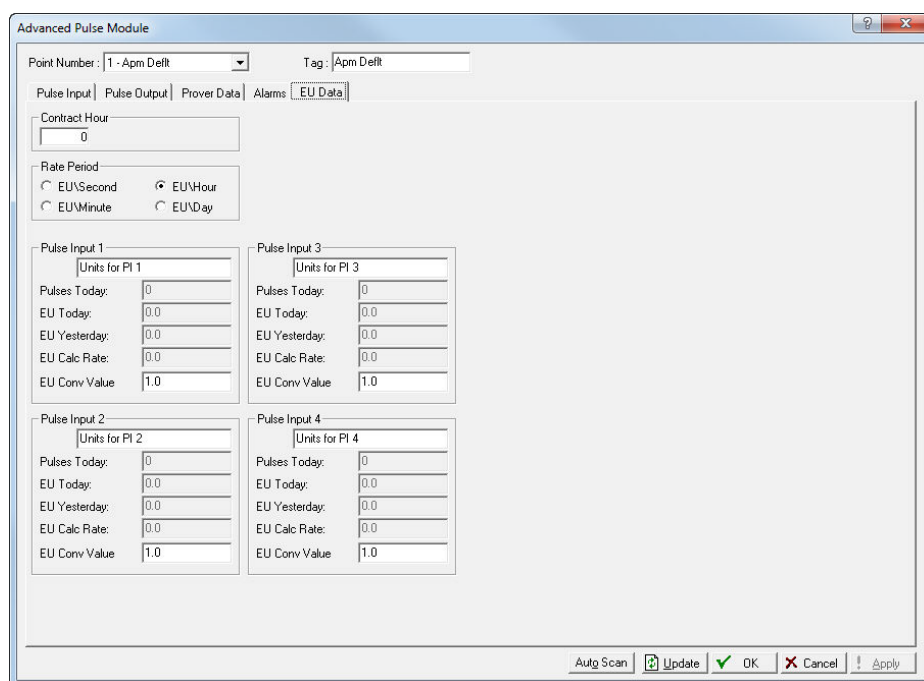 Advanced Pulse Module
Point Number : 1 - Apm Deflt Tag : Apm Deflt
Pulse Input Pulse Output Prover Data Alarms EU Data
Contract Hour
0
Rate Period
EU\Second EU\Hour
EU\Minute EU\Day
Pulse Input 1
Units for PI 1
Pulses Today: 0
EU Today: 0.0
EU Yesterday: 0.0
EU Calc Rate: 0.0
EU Conv Value 1.0
Pulse Input 3
Units for PI 3
Pulses Today: 0
EU Today: 0.0
EU Yesterday: 0.0
EU Calc Rate: 0.0
EU Conv Value 1.0
Pulse Input 2
Units for PI 2
Pulses Today: 0
EU Today: 0.0
EU Yesterday: 0.0
EU Calc Rate: 0.0
EU Conv Value 1.0
Pulse Input 4
Units for PI 4
Pulses Today: 0
EU Today: 0.0
EU Yesterday: 0.0
EU Calc Rate: 0.0
EU Conv Value 1.0
Auto Scan Update OK Cancel ! Apply